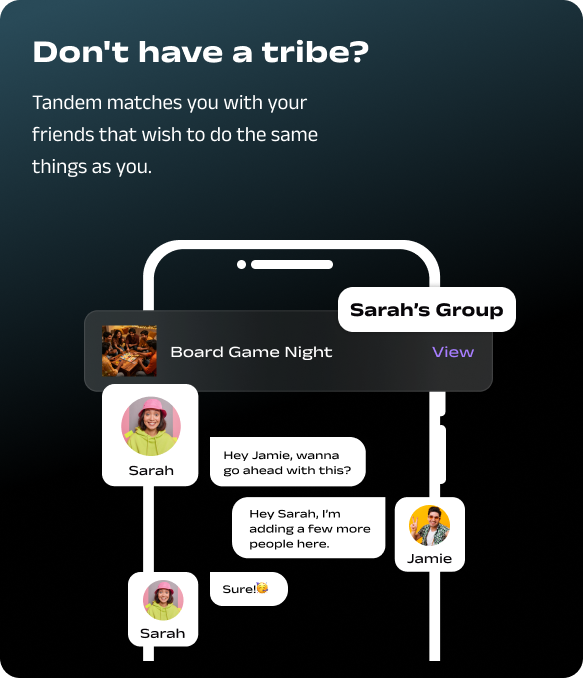 Don't have a tribe?
Tandem matches you with your
friends that wish to do the same
things as you.
Sarah’s Group
Board Game Night
View
Sarah
Hey Jamie, wanna
go ahead with this?
Hey Sarah, I’m
adding a few more
people here.
Jamie
Sure!🥳
Sarah